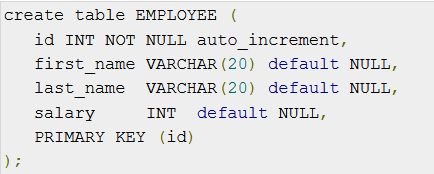 create table EMPLOYEE (
   id INT NOT NULL auto_increment,
   first_name VARCHAR(20) default NULL,
   last_name  VARCHAR(20) default NULL,
   salary     INT  default NULL,
   PRIMARY KEY (id)
);